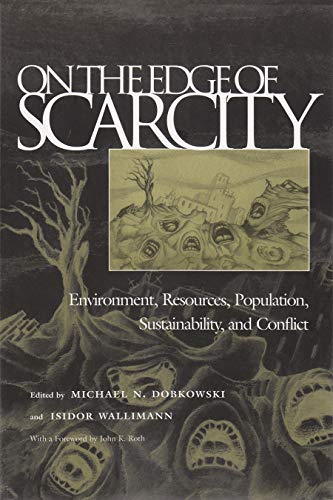 ON THE EDGE OF
SCARCITY
Environment, Resources, Population,
Sustainability, and Conflict
Edited by MICHAEL N. DOBKOWSKI
and ISIDOR WALLIMANN
With a Foreword by John K. Roth